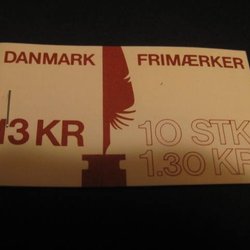 DANMARK FRIMÆRKER
13 KR 10 STK
1.30 KR